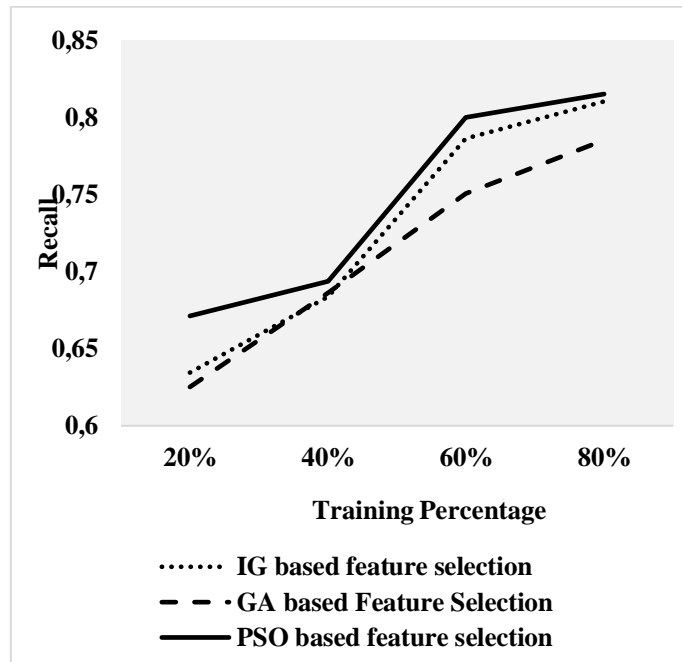 0,85
0,8
0,75
0,7
0,65
0,6
Recall
20% 40% 60% 80%
Training Percentage
IG based feature selection
GA based Feature Selection
PSO based feature selection